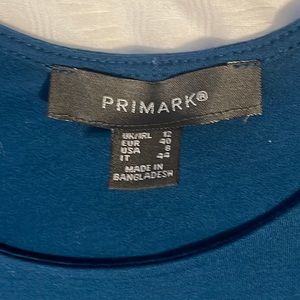 PRIMARK®
UK/IRL 12
EUR 40
USA 8
IT 44
MADE IN
BANGLADESH